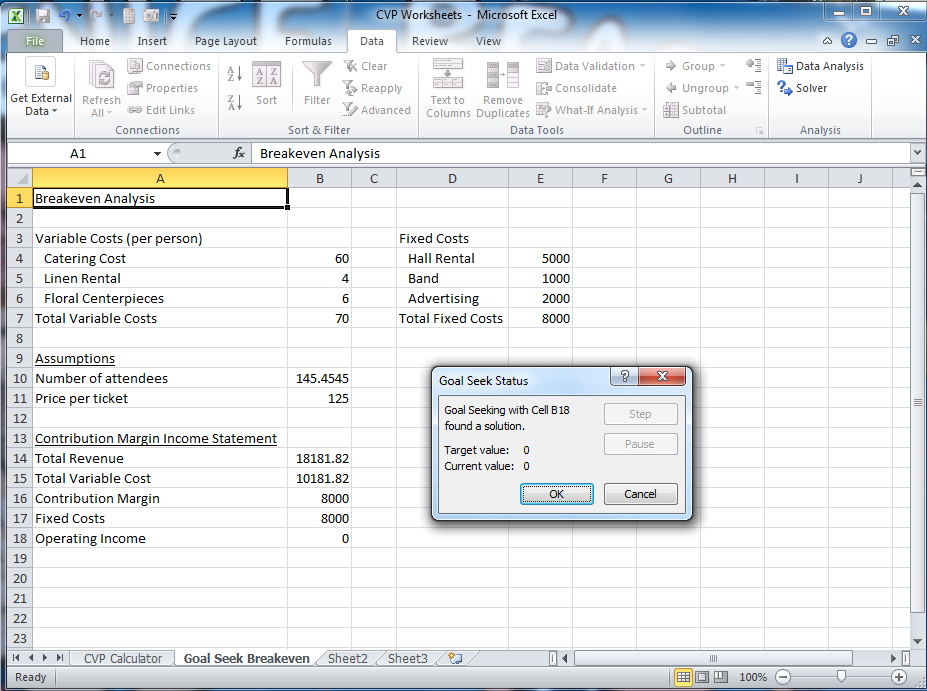 CVP Worksheets - Microsoft Excel
File Home Insert Page Layout Formulas Data Review View
Get External Data
Refresh All
Connections
Properties
Edit Links
Connections
Sort
Filter
Clear
Reapply
Advanced
Sort & Filter
Text to Columns
Remove Duplicates
Data Validation
Consolidate
What-If Analysis
Data Tools
Group
Ungroup
Subtotal
Outline
Data Analysis
Solver
Analysis
A1 fx Breakeven Analysis
A B C D E F G H I J
1 Breakeven Analysis
2
3 Variable Costs (per person) Fixed Costs
4 Catering Cost 60 Hall Rental 5000
5 Linen Rental 4 Band 1000
6 Floral Centerpieces 6 Advertising 2000
7 Total Variable Costs 70 Total Fixed Costs 8000
8
9 Assumptions
10 Number of attendees 145.4545
11 Price per ticket 125
12
13 Contribution Margin Income Statement
14 Total Revenue 18181.82
15 Total Variable Cost 10181.82
16 Contribution Margin 8000
17 Fixed Costs 8000
18 Operating Income 0
19
20
21
22
23
Goal Seek Status
Goal Seeking with Cell B18
found a solution.
Target value: 0
Current value: 0
Step
Pause
OK Cancel
CVP Calculator Goal Seek Breakeven Sheet2 Sheet3
Ready 100%